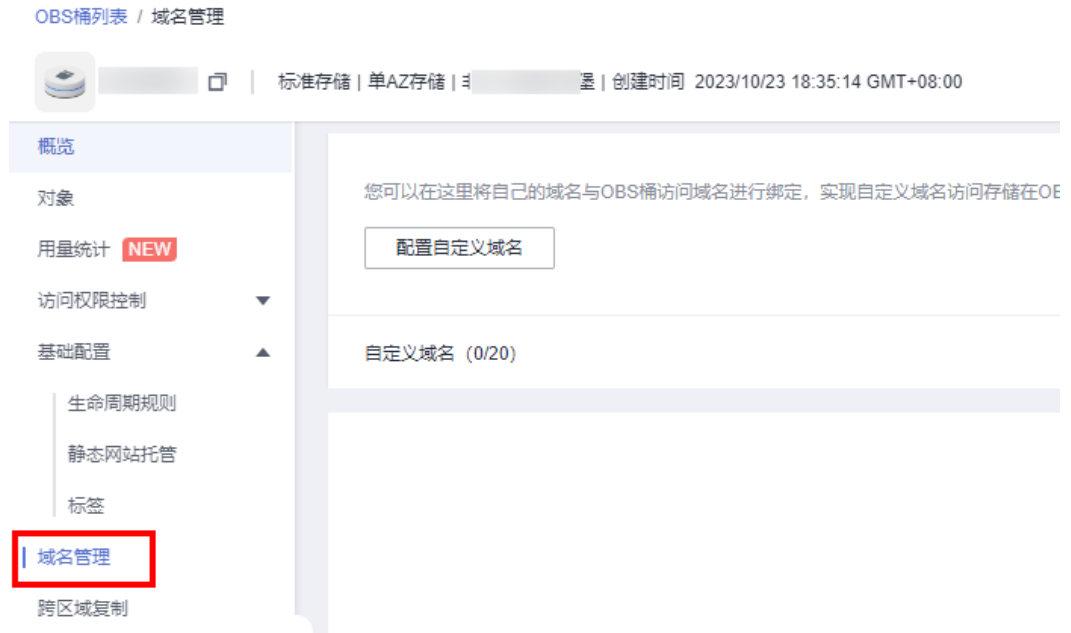 OBS桶列表 / 域名管理
标准存储 | 单AZ存储 | 堡 | 创建时间 2023/10/23 18:35:14 GMT+08:00
概览
对象
用量统计 NEW
访问权限控制
基础配置
生命周期规则
静态网站托管
标签
域名管理
跨区域复制
您可以在这里将自己的域名与OBS桶访问域名进行绑定，实现自定义域名访问存储在OB
配置自定义域名
自定义域名（0/20）